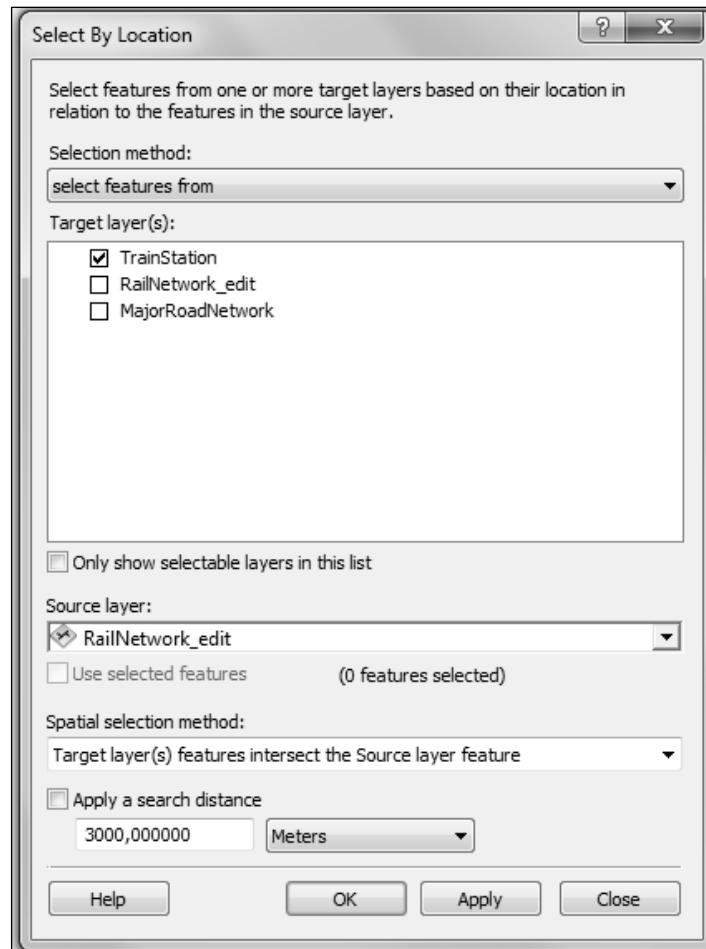 Select By Location
? X
Select features from one or more target layers based on their location in
relation to the features in the source layer.
Selection method:
select features from
Target layer(s):
TrainStation
RailNetwork_edit
MajorRoadNetwork
Only show selectable layers in this list
Source layer:
RailNetwork_edit
Use selected features (0 features selected)
Spatial selection method:
Target layer(s) features intersect the Source layer feature
Apply a search distance
3000,000000 Meters
Help OK Apply Close